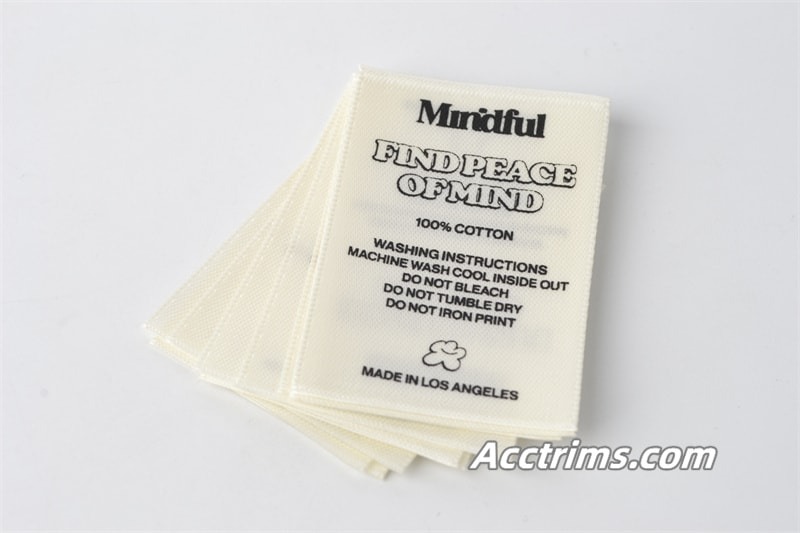 Mindful
FIND PEACE
OF MIND
100% COTTON
WASHING INSTRUCTIONS
MACHINE WASH COOL INSIDE OUT
DO NOT BLEACH
DO NOT TUMBLE DRY
DO NOT IRON PRINT
MADE IN LOS ANGELES
Acctrims.com